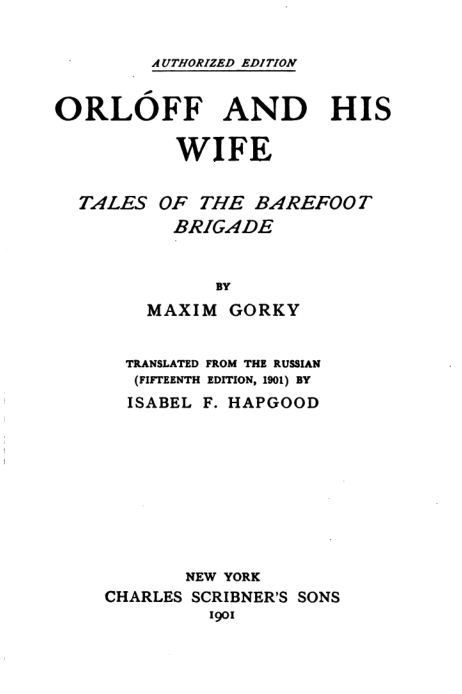 AUTHORIZED EDITION
ORLÓFF AND HIS
WIFE
TALES OF THE BAREFOOT
BRIGADE
BY
MAXIM GORKY
TRANSLATED FROM THE RUSSIAN
(FIFTEENTH EDITION, 1901) BY
ISABEL F. HAPGOOD
NEW YORK
CHARLES SCRIBNER'S SONS
1901